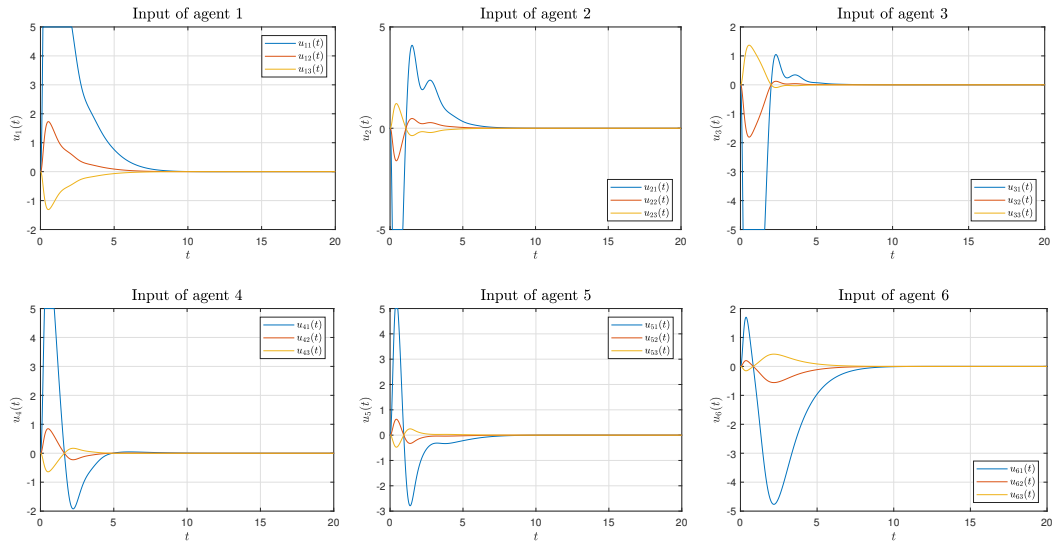 Input of agent 1
u₁(t)
5
4
3
2
1
0
-1
-2
0 5 10 15 20
t
u₁₁(t)
u₁₂(t)
u₁₃(t)
Input of agent 2
u₂(t)
5
0
-5
0 5 10 15 20
t
u₂₁(t)
u₂₂(t)
u₂₃(t)
Input of agent 3
u₃(t)
2
1
0
-1
-2
-3
-4
-5
0 5 10 15 20
t
u₃₁(t)
u₃₂(t)
u₃₃(t)
Input of agent 4
u₄(t)
5
4
3
2
1
0
-1
-2
0 5 10 15 20
t
u₄₁(t)
u₄₂(t)
u₄₃(t)
Input of agent 5
u₅(t)
5
4
3
2
1
0
-1
-2
-3
0 5 10 15 20
t
u₅₁(t)
u₅₂(t)
u₅₃(t)
Input of agent 6
u₆(t)
2
1
0
-1
-2
-3
-4
-5
0 5 10 15 20
t
u₆₁(t)
u₆₂(t)
u₆₃(t)